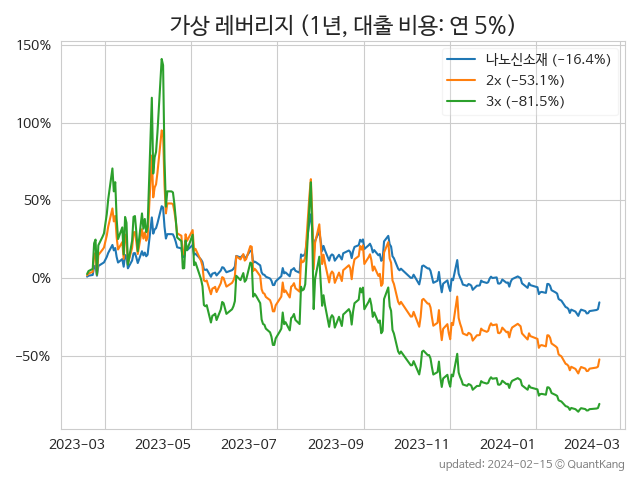 가상 레버리지 (1년, 대출 비용: 연 5%)
나노신소재 (−16.4%)
2x (−53.1%)
3x (−81.5%)
150%
100%
50%
0%
−50%
2023-03 2023-05 2023-07 2023-09 2023-11 2024-01 2024-03
updated: 2024-02-15 © QuantKang